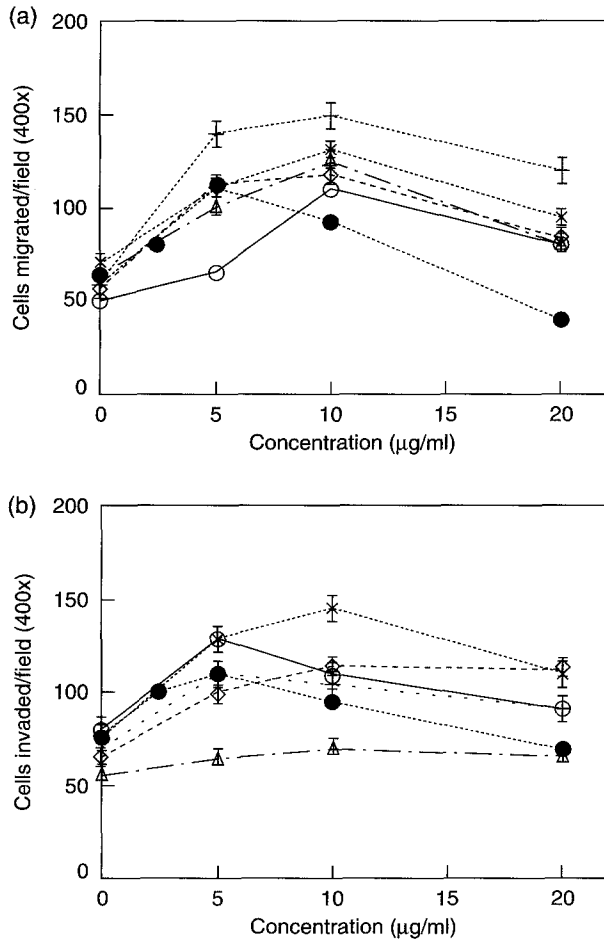 (a)
200
150
100
50
0
Cells migrated/field (400x)
0 5 10 15 20
Concentration (μg/ml)
(b)
200
150
100
50
0
Cells invaded/field (400x)
0 5 10 15 20
Concentration (μg/ml)